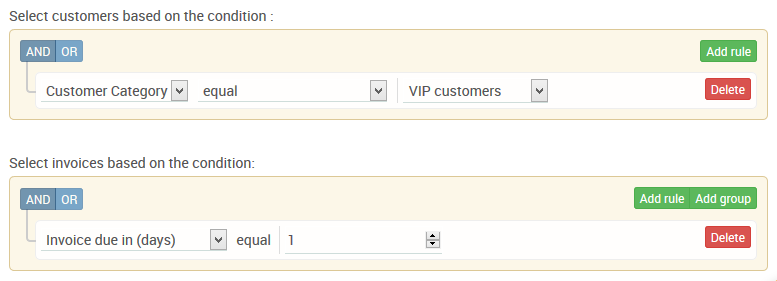 Select customers based on the condition :
AND OR Add rule
Customer Category equal VIP customers Delete
Select invoices based on the condition:
AND OR Add rule Add group
Invoice due in (days) equal 1 Delete